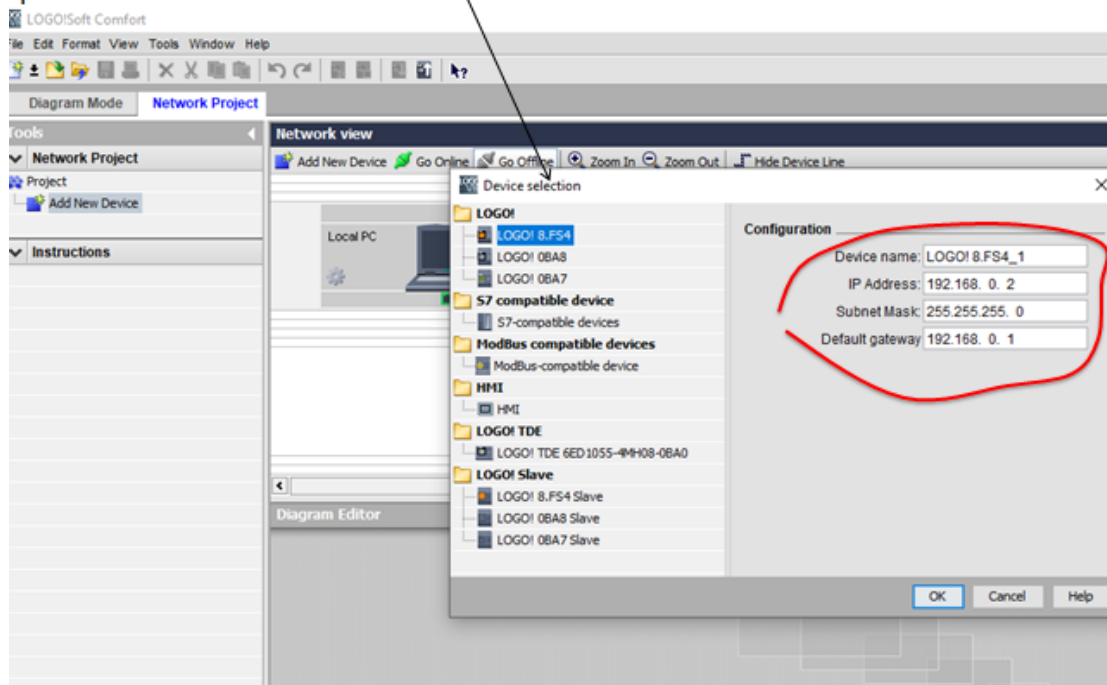 LOGO!Soft Comfort
File Edit Format View Tools Window Help
Diagram Mode Network Project
Tools
Network Project
Project
Add New Device
Instructions
Network view
Add New Device Go Online Go Offline Zoom In Zoom Out Hide Device Line
Local PC
Diagram Editor
Device selection
LOGO!
LOGO! 8.FS4
LOGO! 0BA8
LOGO! 0BA7
S7 compatible device
S7-compatible devices
ModBus compatible devices
ModBus-compatible device
HMI
HMI
LOGO! TDE
LOGO! TDE 6ED1055-4MH08-0BA0
LOGO! Slave
LOGO! 8.FS4 Slave
LOGO! 0BA8 Slave
LOGO! 0BA7 Slave
Configuration
Device name: LOGO! 8.FS4_1
IP Address: 192.168. 0. 2
Subnet Mask: 255.255.255. 0
Default gateway 192.168. 0. 1
OK Cancel Help